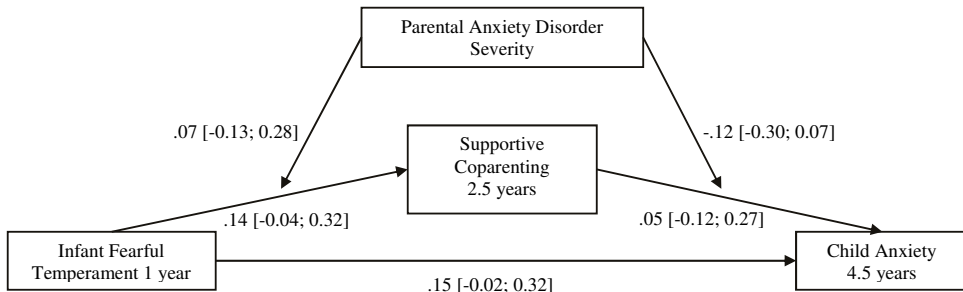 Parental Anxiety Disorder
Severity
.07 [-0.13; 0.28]
-.12 [-0.30; 0.07]
Supportive
Coparenting
2.5 years
.14 [-0.04; 0.32]
.05 [-0.12; 0.27]
Infant Fearful
Temperament 1 year
Child Anxiety
4.5 years
.15 [-0.02; 0.32]